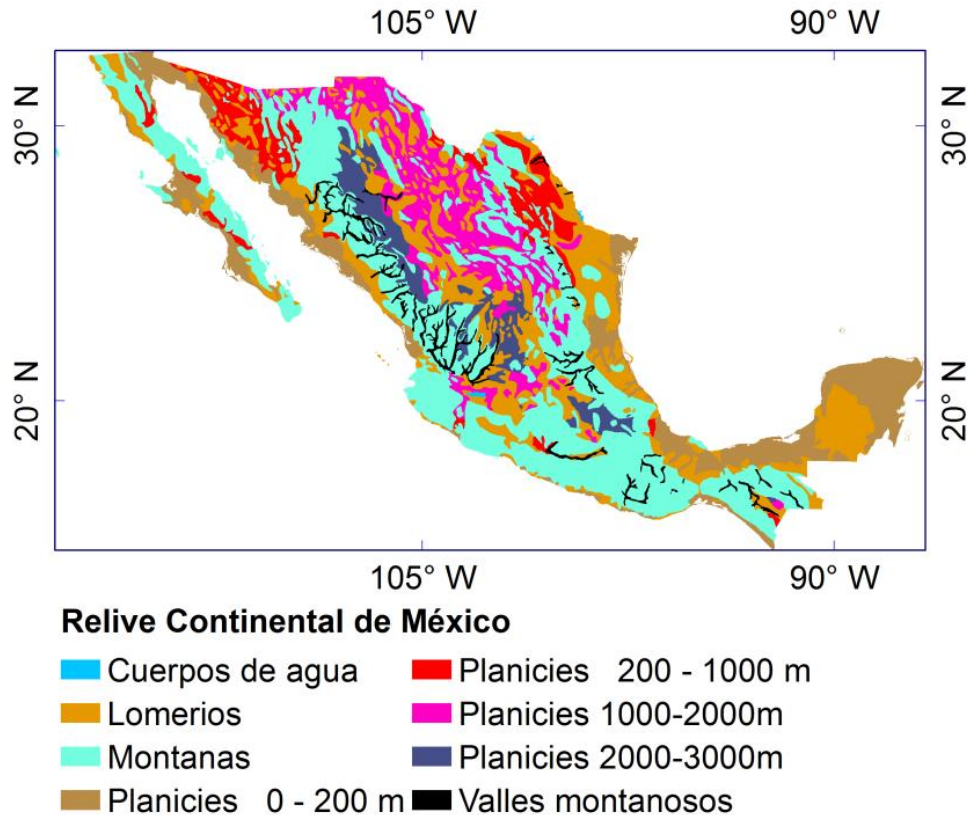 105° W 90° W
30° N 30° N
20° N 20° N
105° W 90° W
Relive Continental de México
Cuerpos de agua
Lomerios
Montanas
Planicies 0 - 200 m
Planicies 200 - 1000 m
Planicies 1000-2000m
Planicies 2000-3000m
Valles montanosos